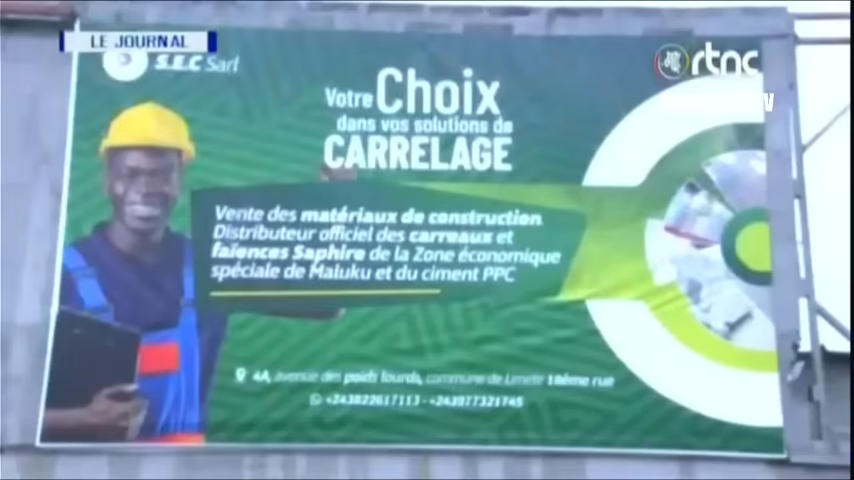 LE JOURNAL
rtnc
S.E.C Sarl
Votre Choix
dans vos solutions de
CARRELAGE
Vente des matériaux de construction
Distributeur officiel des carreaux et
faïences Saphire de la Zone économique
spéciale de Maluku et du ciment PPC
4A, avenue des poids lourds, commune de Limete 18ème rue
+243822617113 - +243977321745